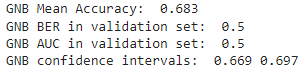 GNB Mean Accuracy:  0.683
GNB BER in validation set:  0.5
GNB AUC in validation set:  0.5
GNB confidence intervals:  0.669 0.697